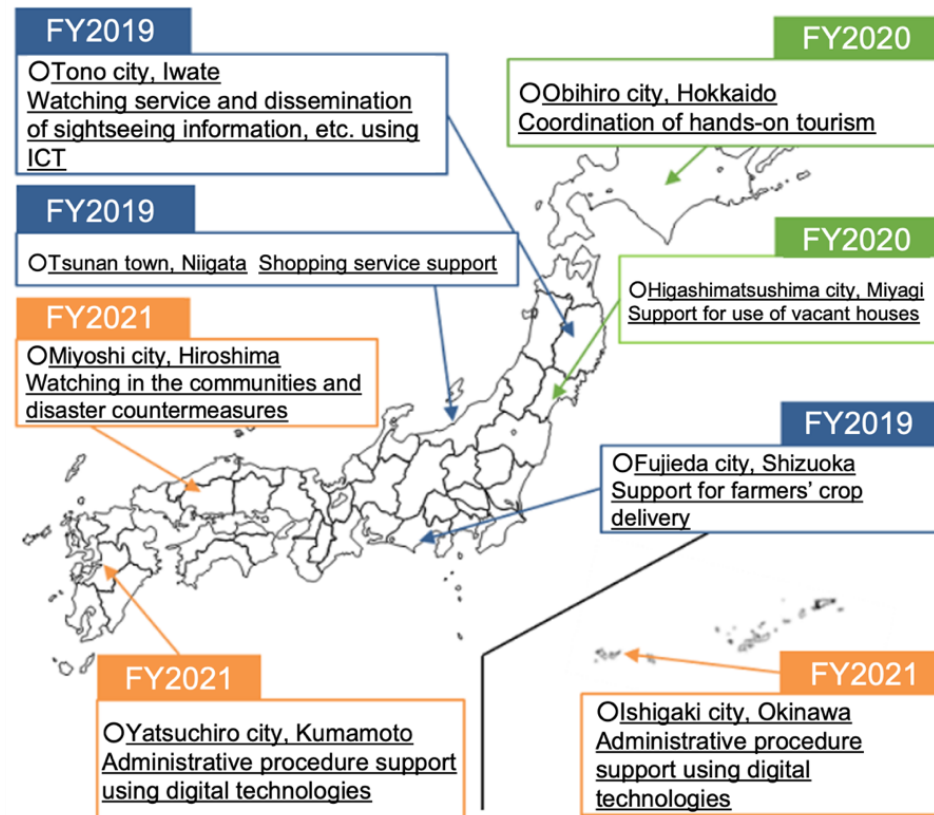 FY2019
○Tono city, Iwate
Watching service and dissemination
of sightseeing information, etc. using
ICT
FY2020
○Obihiro city, Hokkaido
Coordination of hands-on tourism
FY2019
○Tsunan town, Niigata Shopping service support
FY2020
○Higashimatsushima city, Miyagi
Support for use of vacant houses
FY2021
○Miyoshi city, Hiroshima
Watching in the communities and
disaster countermeasures
FY2019
○Fujieda city, Shizuoka
Support for farmers’ crop
delivery
FY2021
○Yatsuchiro city, Kumamoto
Administrative procedure support
using digital technologies
FY2021
○Ishigaki city, Okinawa
Administrative procedure
support using digital
technologies